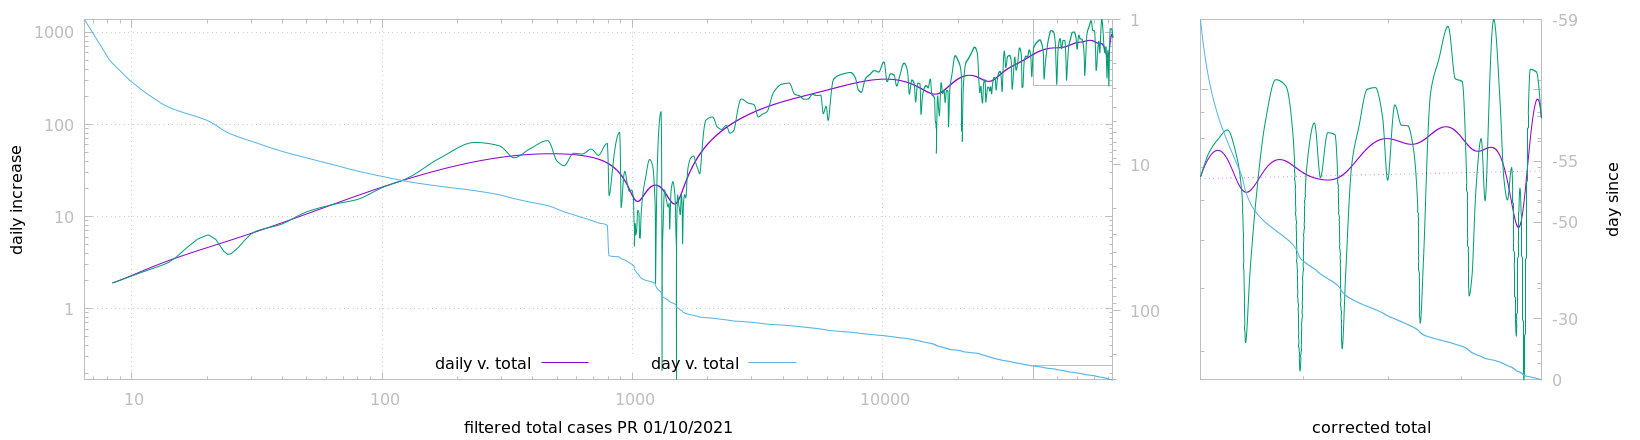 1000
100
10
1
daily increase
1
10
100
daily v. total
day v. total
10
100
1000
10000
filtered total cases PR 01/10/2021
-59
-55
-50
-30
0
day since
corrected total